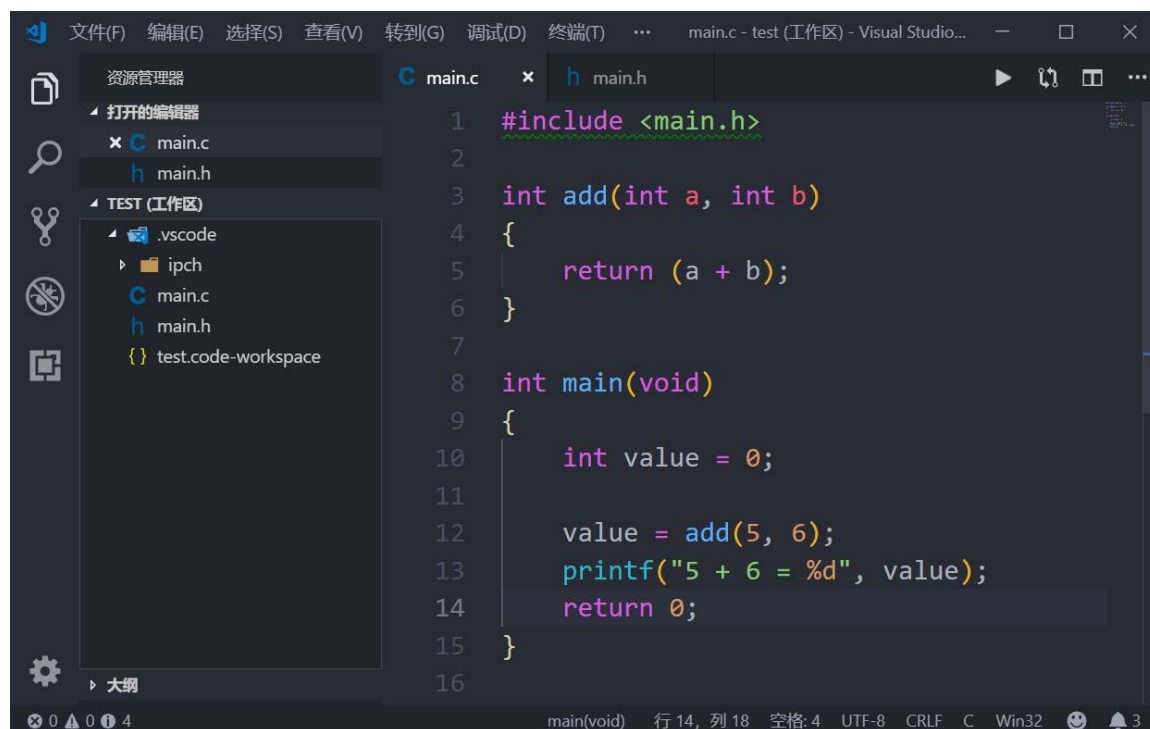 文件(F) 编辑(E) 选择(S) 查看(V) 转到(G) 调试(D) 终端(T) ··· main.c - test (工作区) - Visual Studio...
资源管理器
打开的编辑器
C main.c
h main.h
TEST (工作区)
.vscode
ipch
C main.c
h main.h
{} test.code-workspace
大纲
C main.c h main.h
1 #include <main.h>
2
3 int add(int a, int b)
4 {
5 return (a + b);
6 }
7
8 int main(void)
9 {
10 int value = 0;
11
12 value = add(5, 6);
13 printf("5 + 6 = %d", value);
14 return 0;
15 }
16
0 0 4 main(void) 行 14，列 18 空格: 4 UTF-8 CRLF C Win32 3